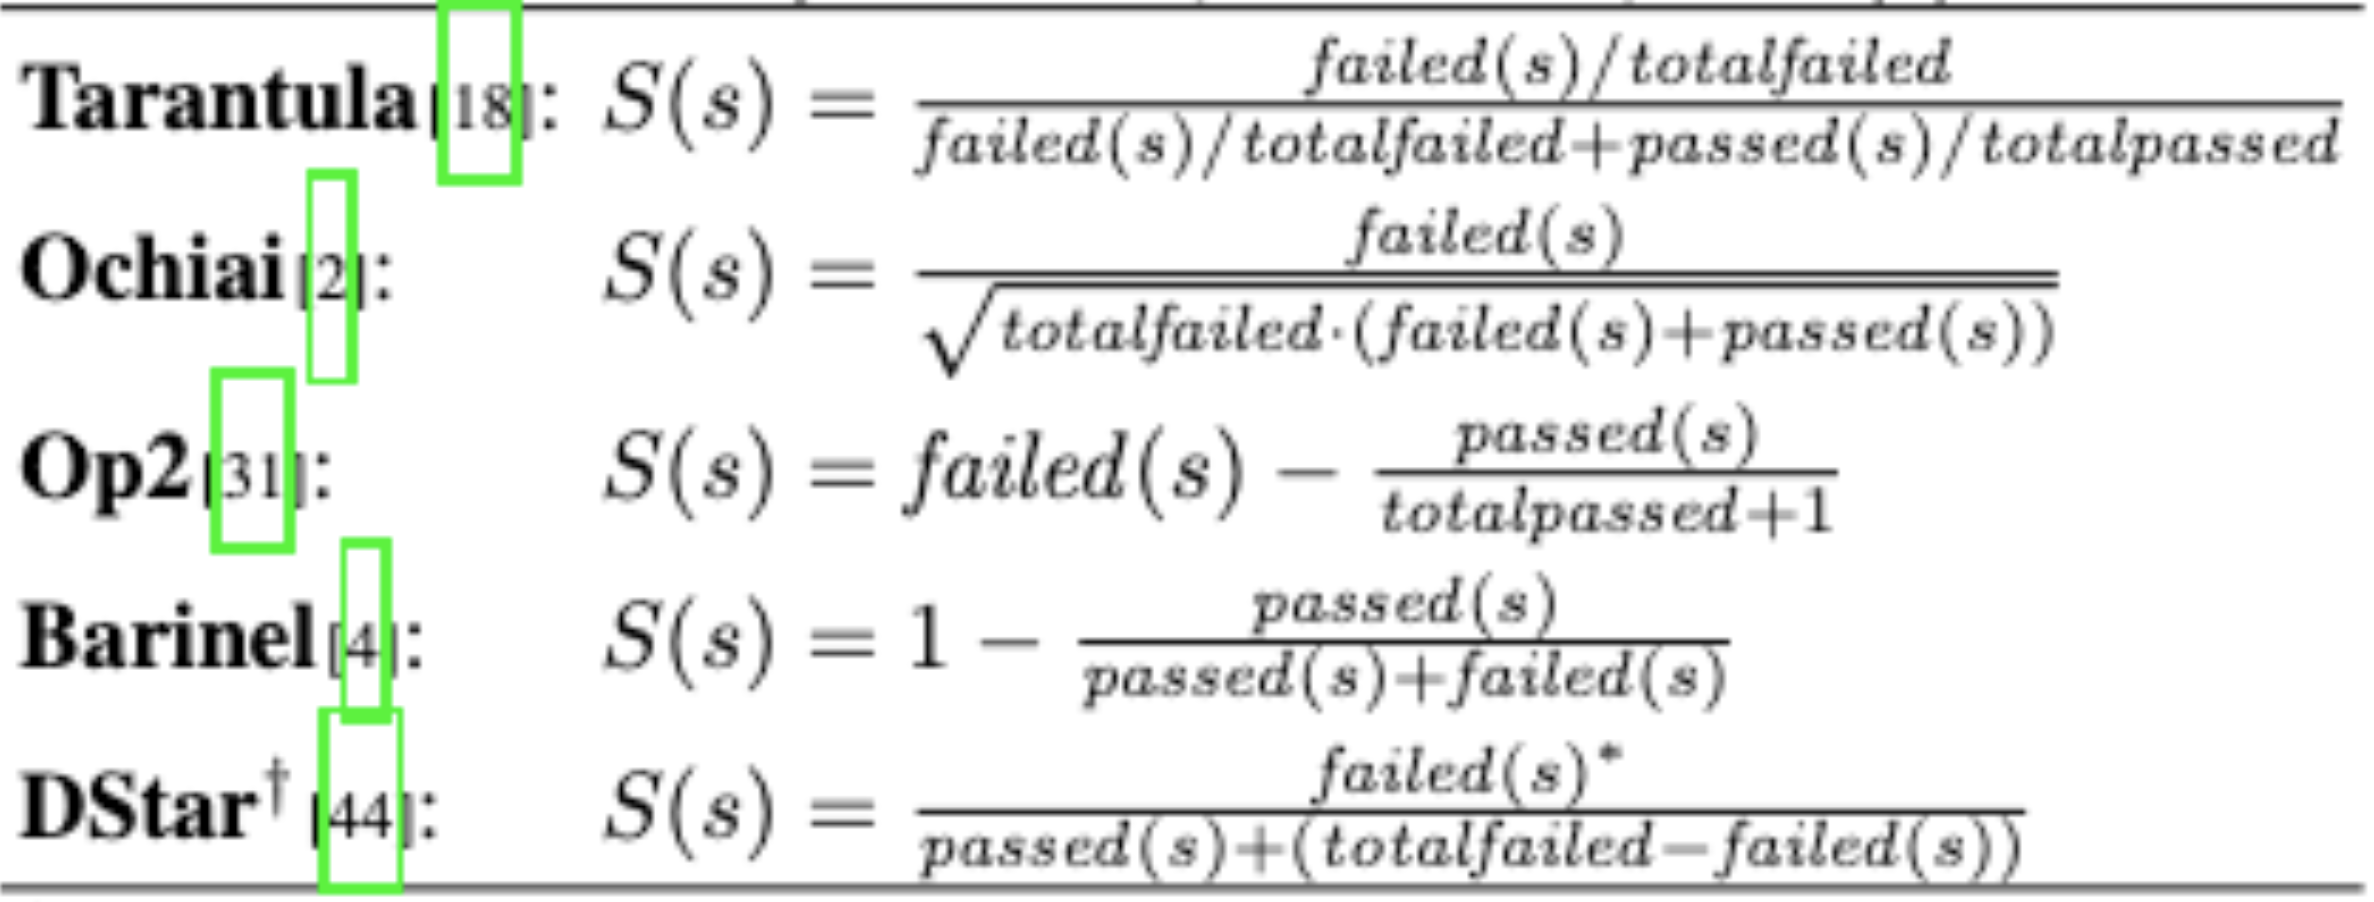 Tarantula [18]: S(s) = \frac{failed(s)/totalfailed}{failed(s)/totalfailed+passed(s)/totalpassed}
Ochiai [2]: S(s) = \frac{failed(s)}{\sqrt{totalfailed·(failed(s)+passed(s))}}
Op2 [31]: S(s) = failed(s) − \frac{passed(s)}{totalpassed+1}
Barinel [4]: S(s) = 1 − \frac{passed(s)}{passed(s)+failed(s)}
DStar† [44]: S(s) = \frac{failed(s)^*}{passed(s)+(totalfailed−failed(s))}